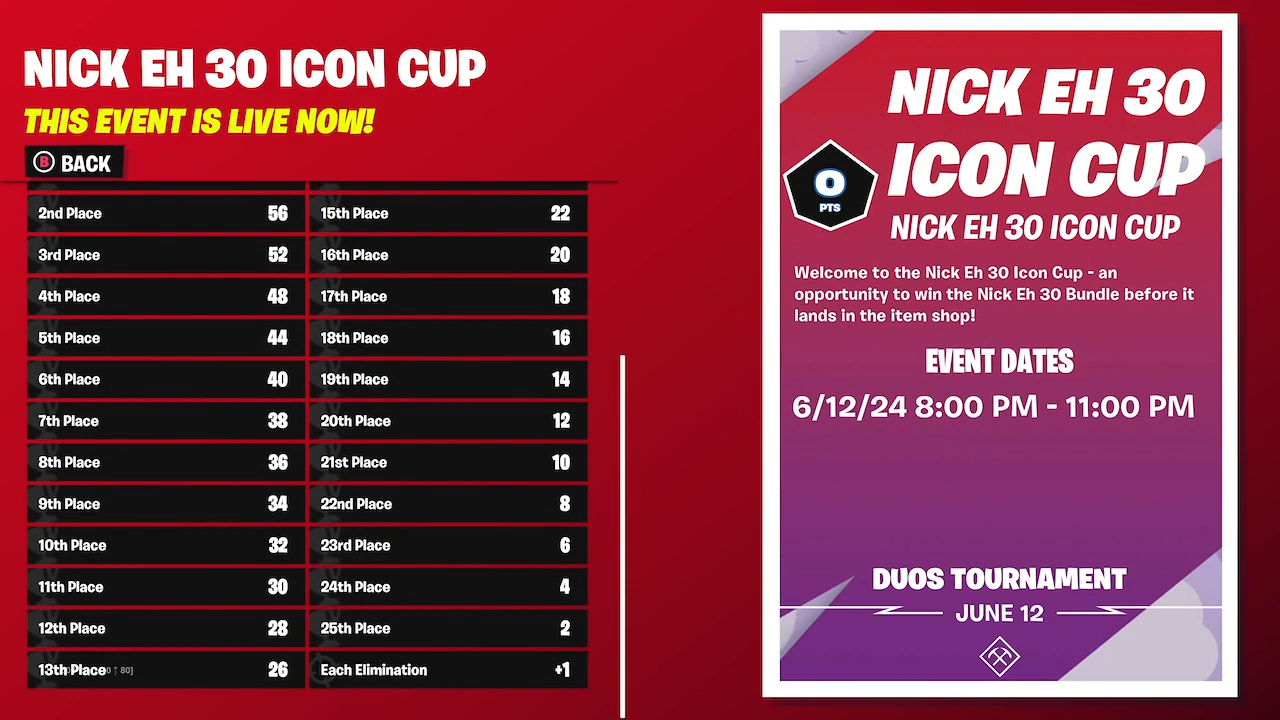 NICK EH 30 ICON CUP
THIS EVENT IS LIVE NOW!
B BACK
2nd Place 56
3rd Place 52
4th Place 48
5th Place 44
6th Place 40
7th Place 38
8th Place 36
9th Place 34
10th Place 32
11th Place 30
12th Place 28
13th Place 26
15th Place 22
16th Place 20
17th Place 18
18th Place 16
19th Place 14
20th Place 12
21st Place 10
22nd Place 8
23rd Place 6
24th Place 4
25th Place 2
Each Elimination +1
NICK EH 30
ICON CUP
0
PTS
NICK EH 30 ICON CUP
Welcome to the Nick Eh 30 Icon Cup - an
opportunity to win the Nick Eh 30 Bundle before it
lands in the item shop!
EVENT DATES
6/12/24 8:00 PM - 11:00 PM
DUOS TOURNAMENT
JUNE 12